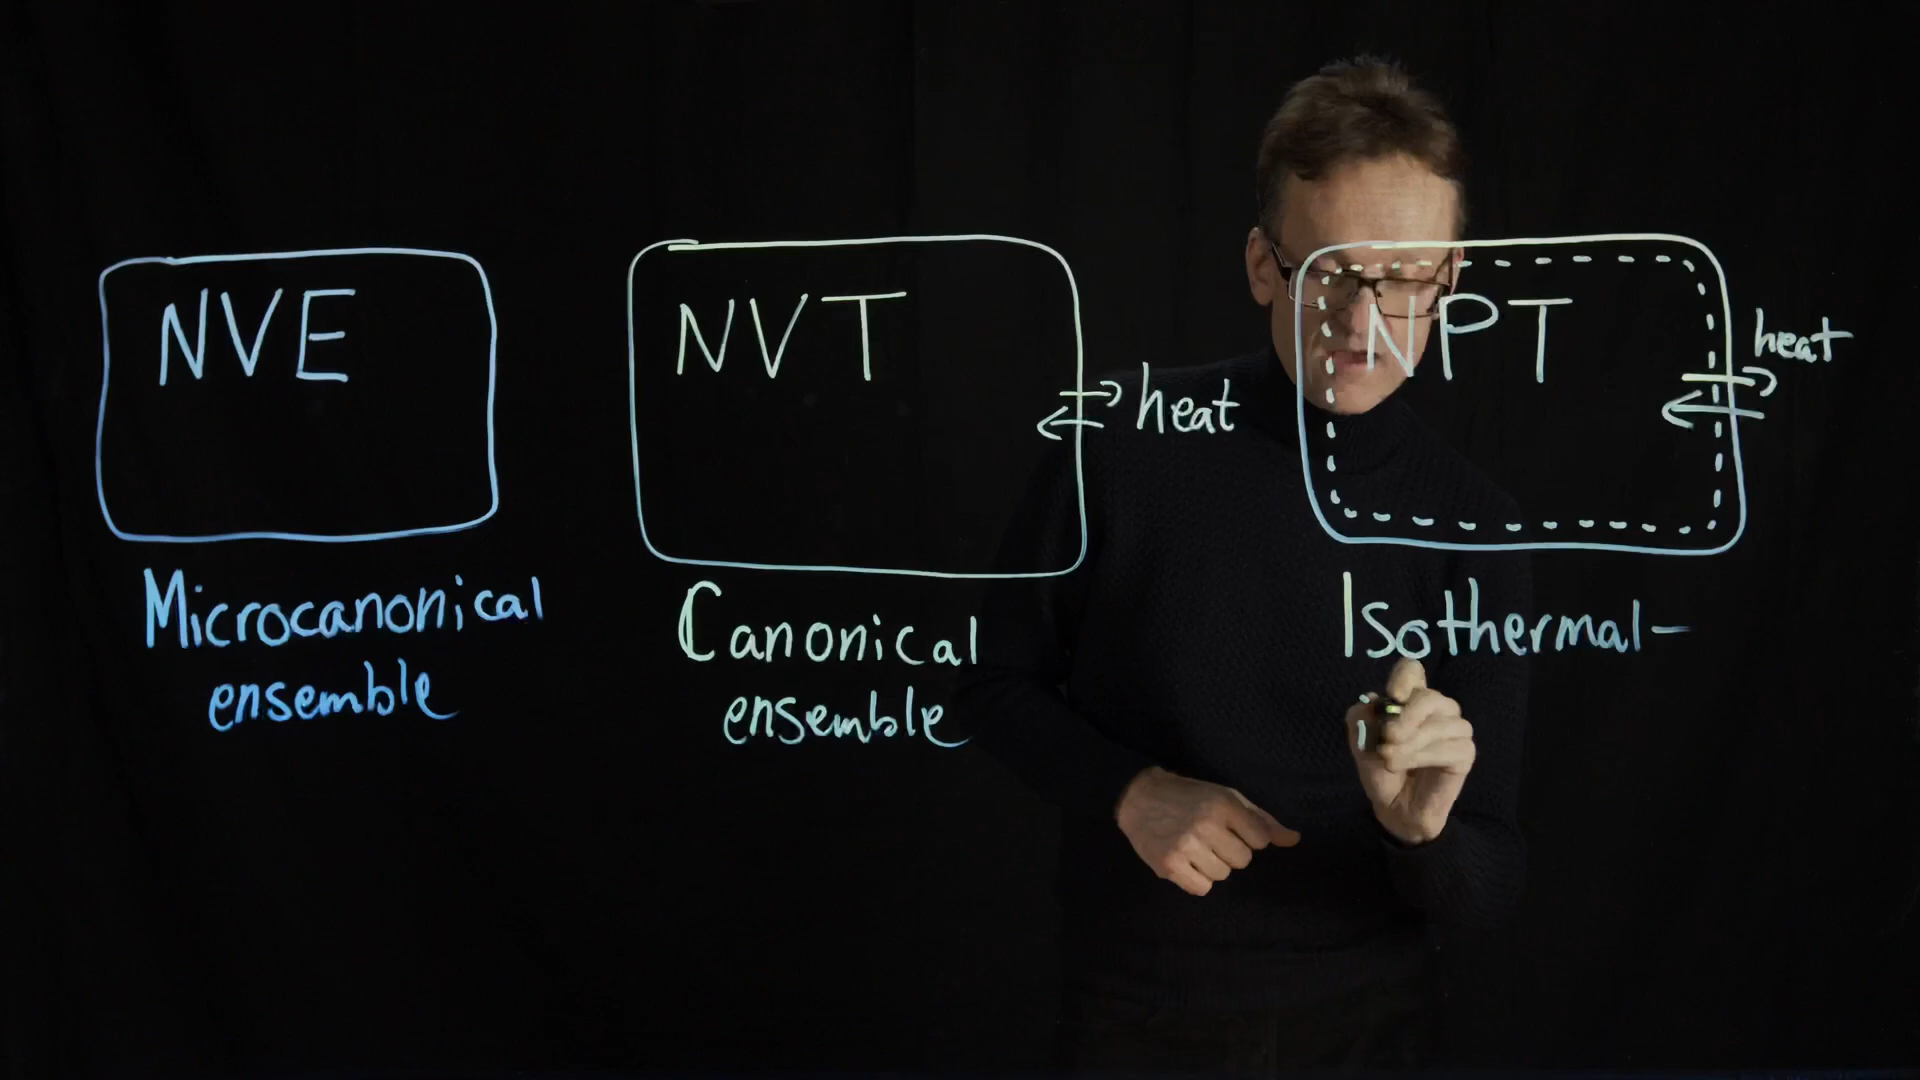 NVE
Microcanonical
ensemble
NVT
heat
Canonical
ensemble
NPT
heat
Isothermal-
i